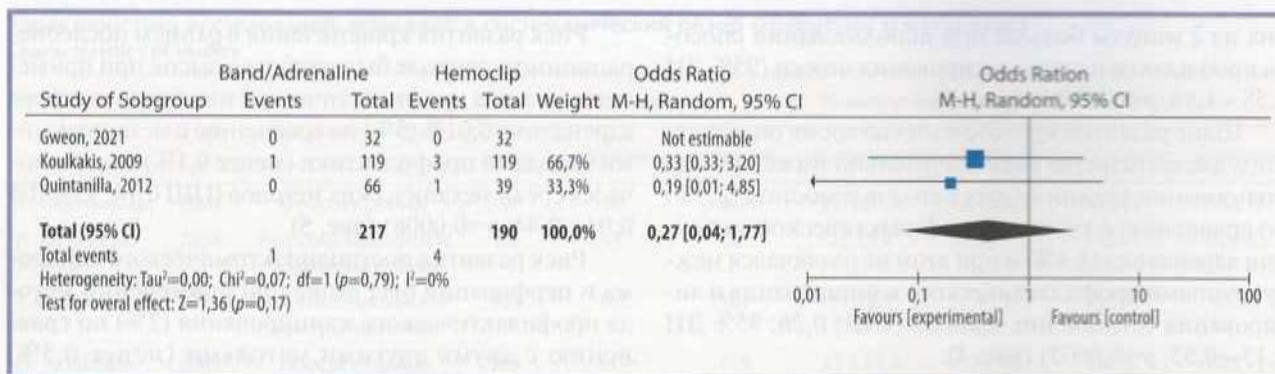 Band/Adrenaline Hemoclip Odds Ratio Odds Ration
Study of Sobgroup Events Total Events Total Weight M-H, Random, 95% CI M-H, Random, 95% CI
Gweon, 2021 0 32 0 32 Not estimable
Koulkakis, 2009 1 119 3 119 66,7% 0,33 [0,33; 3,20]
Quintanilla, 2012 0 66 1 39 33,3% 0,19 [0,01; 4,85]
Total (95% CI) 217 190 100,0% 0,27 [0,04; 1,77]
Total events 1 4
Heterogeneity: Tau²=0,00; Chi²=0,07; df=1 (p=0,79); I²=0%
Test for overal effect: Z=1,36 (p=0,17)
0,01 0,1 0 10 100
Favours [experimental] Favours [control]